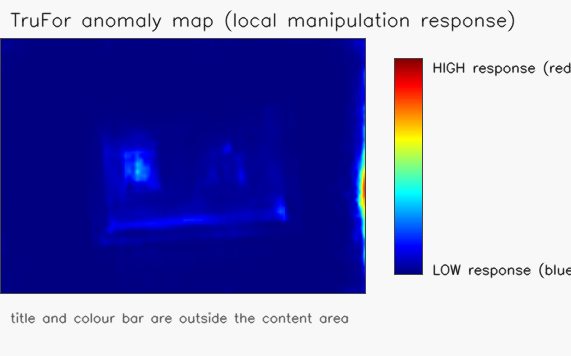 TruFor anomaly map (local manipulation response)
HIGH response (red
LOW response (blue
title and colour bar are outside the content area